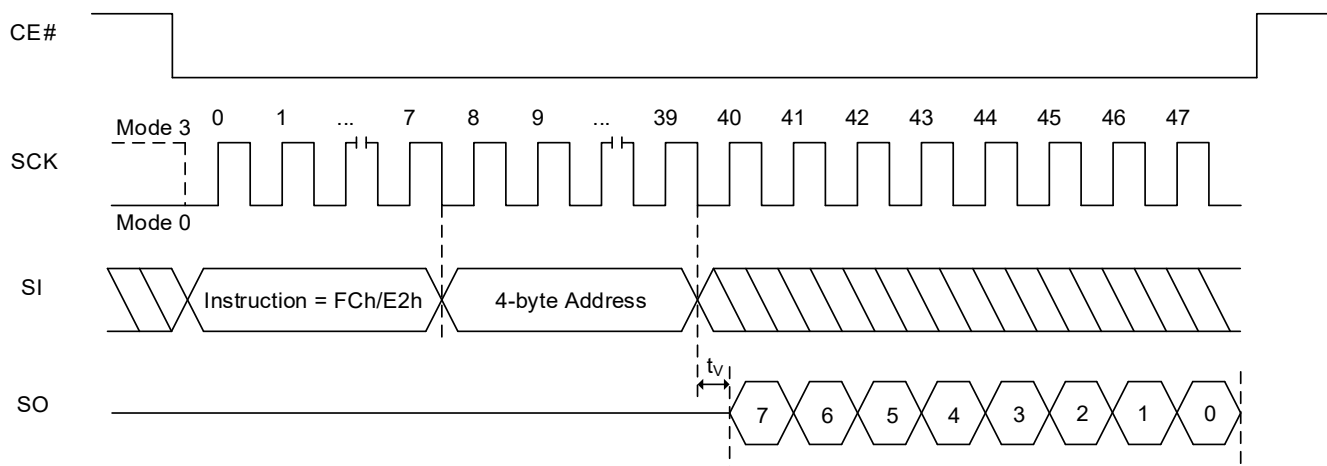 CE#
0 1 ... 7 8 9 ... 39 40 41 42 43 44 45 46 47
Mode 3
SCK
Mode 0
SI
Instruction = FCh/E2h 4-byte Address
tV
SO
7 6 5 4 3 2 1 0